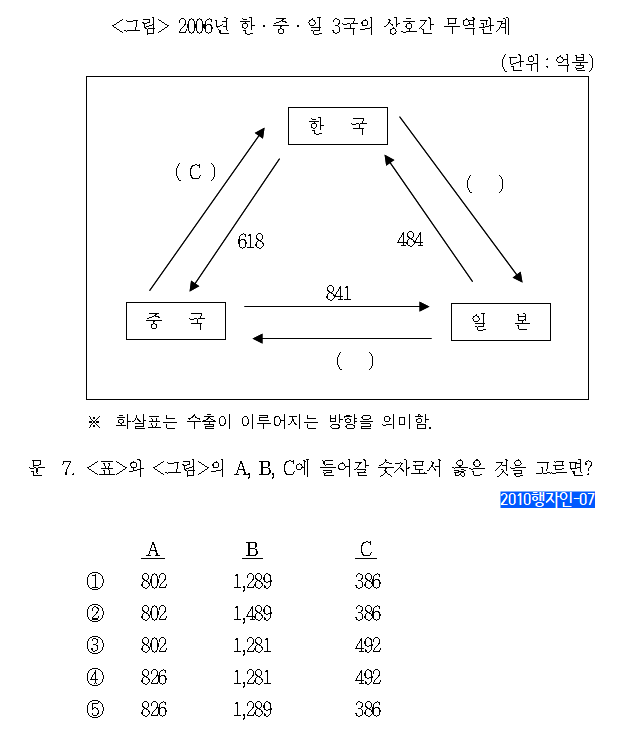 <그림> 2006년 한·중·일 3국의 상호간 무역관계
(단위 : 억불)
한 국
( C )
( )
618
484
841
중 국
일 본
( )
※ 화살표는 수출이 이루어지는 방향을 의미함.
문 7. <표>와 <그림>의 A, B, C에 들어갈 숫자로서 옳은 것을 고르면?
2010행자인-07
A B C
① 802 1,289 386
② 802 1,489 386
③ 802 1,281 492
④ 826 1,281 492
⑤ 826 1,289 386